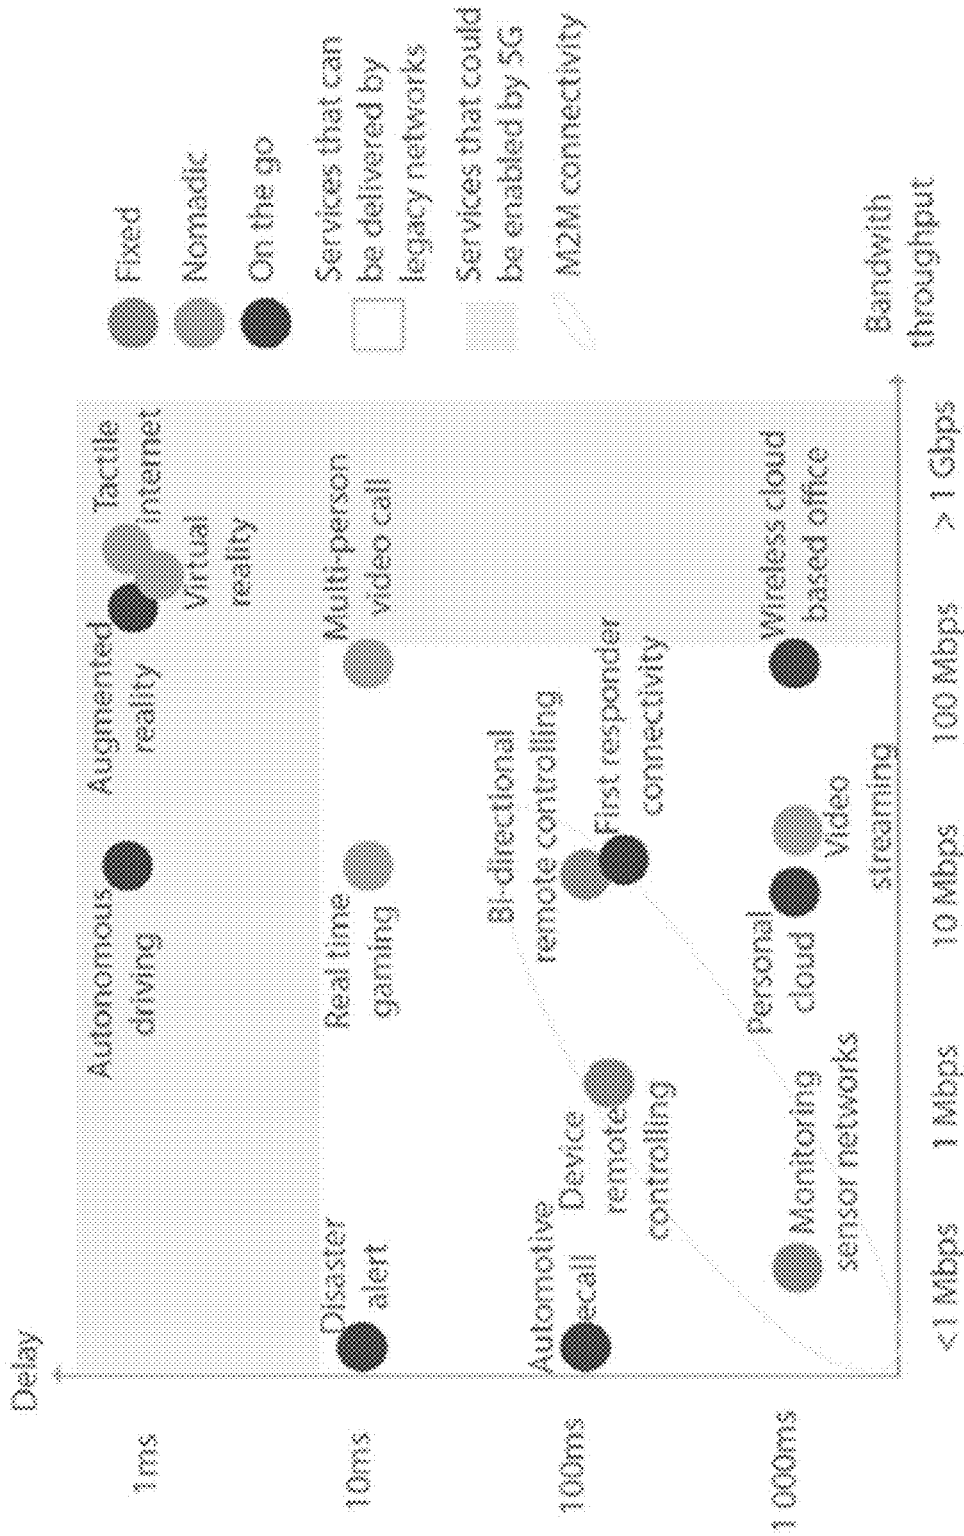 Delay
1ms
10ms
100ms
1 000ms
Autonomous
driving
Augmented
reality
Tactile
internet
Virtual
reality
Disaster
alert
Real time
gaming
Multi-person
video call
Automotive
ecall
Device
remote
controlling
Bi-directional
remote controlling
First responder
connectivity
Monitoring
sensor networks
Personal
cloud
Video
streaming
Wireless cloud
based office
<1 Mbps
1 Mbps
10 Mbps
100 Mbps
> 1 Gbps
Bandwith
throughput
Fixed
Nomadic
On the go
Services that can
be delivered by
legacy networks
Services that could
be enabled by 5G
M2M connectivity